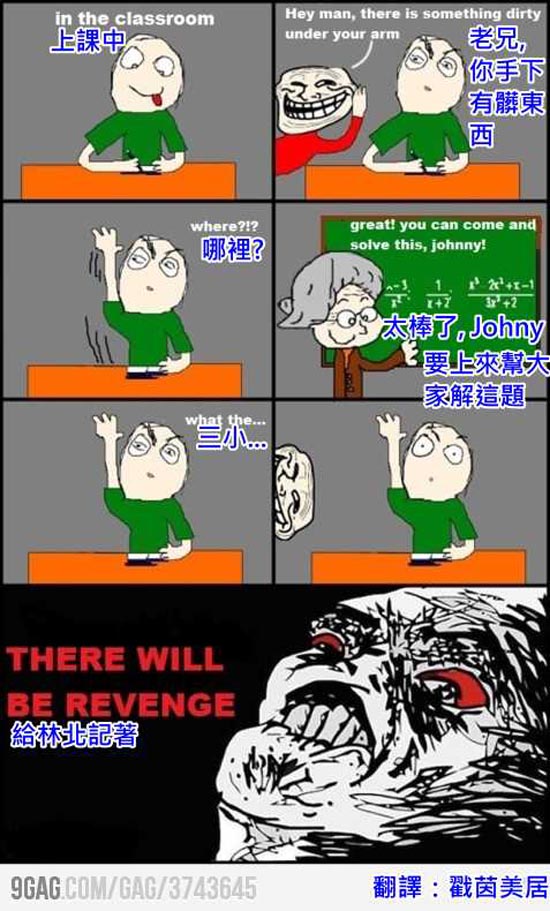 in the classroom
上課中
Hey man, there is something dirty
under your arm
老兄,
你手下
有髒東
西
where?!?
哪裡?
great! you can come and
solve this, johnny!
太棒了, Johny
要上來幫大
家解這題
what the...
三小...
THERE WILL
BE REVENGE
給林北記著
9GAG.COM/GAG/3743645
翻譯：戳茵美居